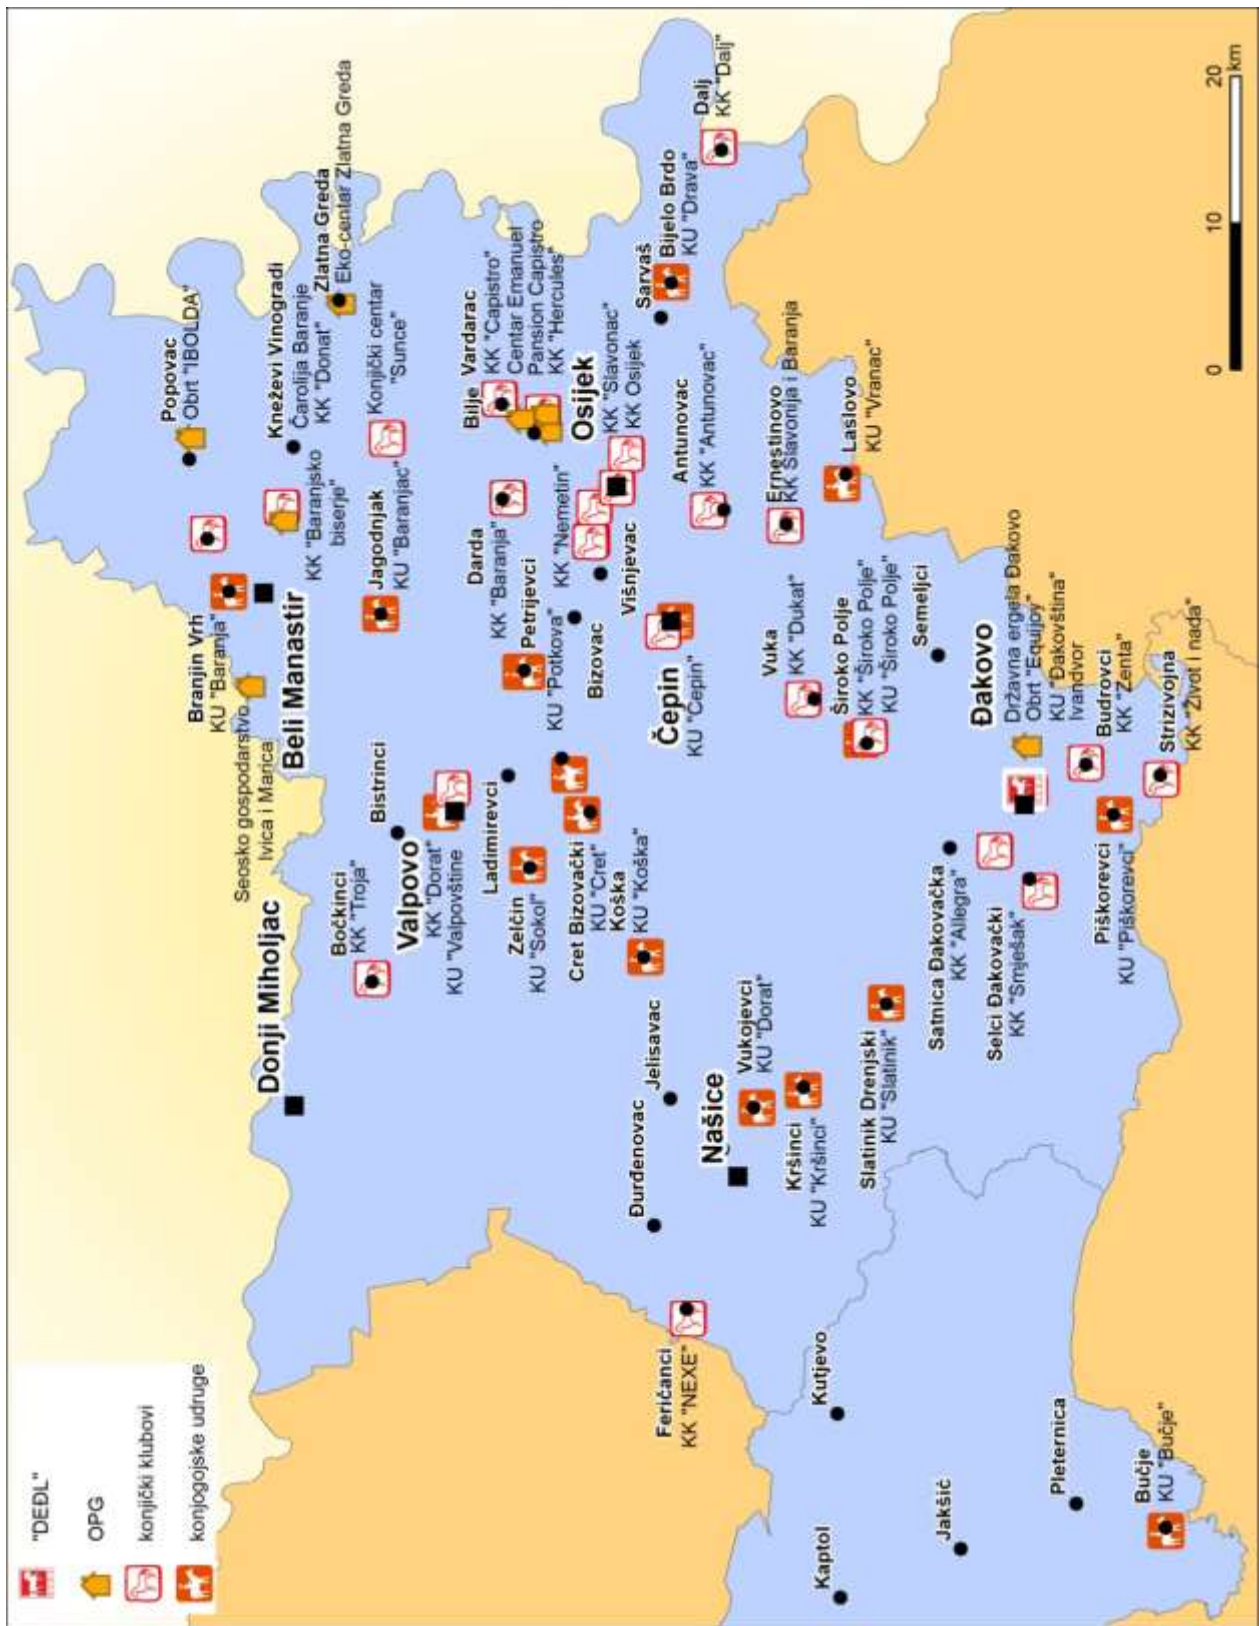 "DEĐL"
OPG
konjički klubovi
konjogojske udruge
Donji Miholjac
Seosko gospodarstvo
Ivica i Marica
Branjin Vrh
KU "Baranja"
Beli Manastir
Popovac
Obrt "IBOLDA"
Kneževi Vinogradi
Čarolija Baranje
KK "Donat"
Zlatna Greda
Eko-centar Zlatna Greda
KK "Baranjsko
biserje"
Konjički centar
"Sunce"
Jagodnjak
KU "Baranjac"
Bočkinci
KK "Troja"
Bistrinci
Valpovo
KK "Dorat"
KU "Valpovštine
Ladimirevci
Zelčin
KU "Sokol"
Cret Bizovački
KU "Cret"
Koška
KU "Koška"
Darda
KK "Baranja"
Petrijevci
KU "Potkova"
Bizovac
Bilje
Vardarac
KK "Capistro"
Centar Emanuel
Pansion Capistro
KK "Hercules"
Osijek
KK "Slavonac"
KK Osijek
KK "Nemetin"
Višnjevac
Čepin
KU "Čepin"
Sarvaš
Bijelo Brdo
KU "Drava"
Dalj
KK "Dalj"
Antunovac
KK "Antunovac"
Ernestinovo
KK Slavonija i Baranja
Laslovo
KU "Vranac"
Vuka
KK "Dukat"
Široko Polje
KK "Široko Polje"
KU "Široko Polje"
Semeljci
Đurđenovac
Jelisavac
Našice
Vukojevci
KU "Dorat"
Kršinci
KU "Kršinci"
Slatinik Drenjski
KU "Slatinik"
Feričanci
KK "NEXE"
Satnica Đakovačka
KK "Allegra"
Selci Đakovački
KK "Smješak"
Đakovo
Državna ergela Đakovo
Obrt "Equijoy"
KU "Đakovština"
Ivandvor
Budrovci
KK "Zenta"
Piškorevci
KU "Piškorevci"
Strizivojna
KK "Život i nada"
Kutjevo
Kaptol
Jakšić
Pleternica
Bučje
KU "Bučje"
0
10
20
km